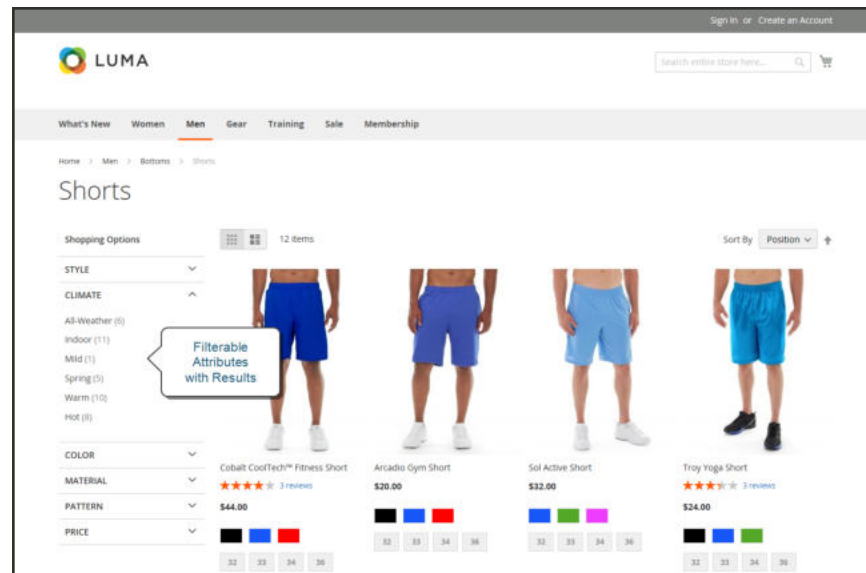 Sign In or Create an Account
LUMA
Search entire store here...
What's New Women Men Gear Training Sale Membership
Home > Men > Bottoms > Shorts
Shorts
Shopping Options
12 items
Sort By Position
STYLE
CLIMATE
All-Weather (6)
Indoor (11)
Mild (1)
Spring (5)
Warm (10)
Hot (8)
Filterable
Attributes
with Results
COLOR
MATERIAL
PATTERN
PRICE
Cobalt CoolTech™ Fitness Short
3 reviews
$44.00
32 33 34 36
Arcadio Gym Short
$20.00
32 33 34 36
Sol Active Short
$32.00
32 33 34 36
Troy Yoga Short
3 reviews
$24.00
32 33 34 36